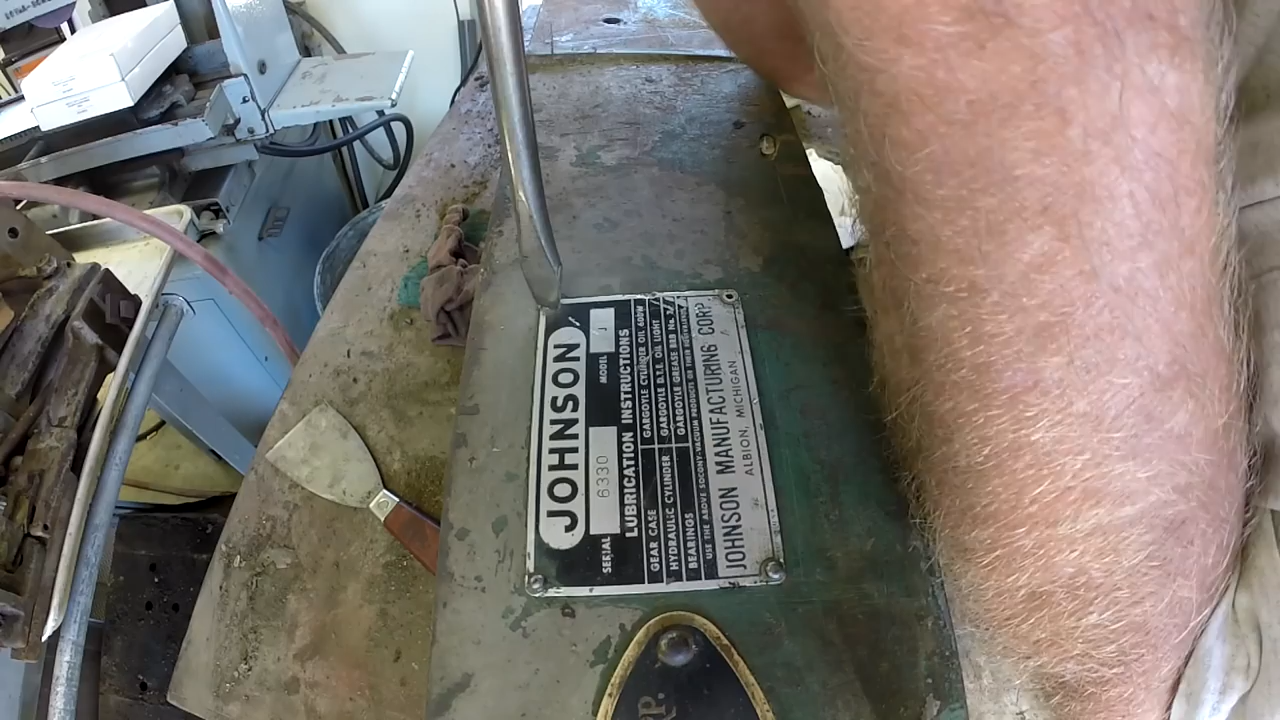 JOHNSON
SERIAL 6330 MODEL J
LUBRICATION INSTRUCTIONS
GEAR CASE GARGOYLE CYLINDER OIL 600W
HYDRAULIC CYLINDER GARGOYLE D.T.E. OIL LIGHT
BEARINGS GARGOYLE GREASE BRB No.
USE THE ABOVE SOCONY-VACUUM PRODUCTS OR THEIR EQUIVALENT
JOHNSON MANUFACTURING CORP.
ALBION, MICHIGAN
RP.